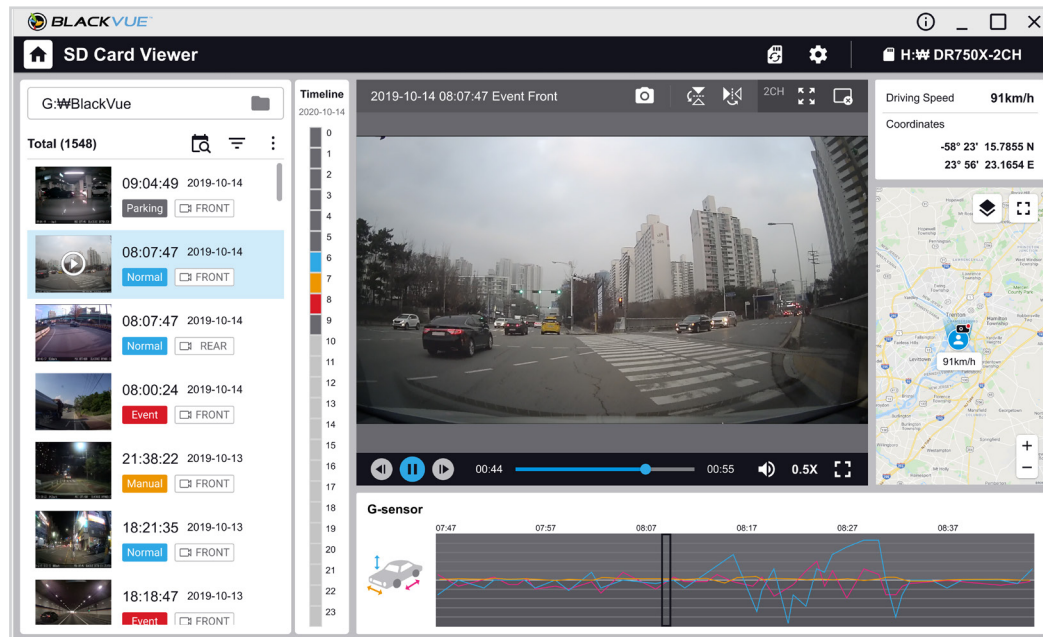 BLACKVUE
SD Card Viewer
H:₩ DR750X-2CH
G:₩BlackVue
Total (1548)
09:04:49 2019-10-14
Parking FRONT
08:07:47 2019-10-14
Normal FRONT
08:07:47 2019-10-14
Normal REAR
08:00:24 2019-10-14
Event FRONT
21:38:22 2019-10-13
Manual FRONT
18:21:35 2019-10-13
Normal FRONT
18:18:47 2019-10-13
Event FRONT
Timeline
2020-10-14
0
1
2
3
4
5
6
7
8
9
10
11
12
13
14
15
16
17
18
19
20
21
22
23
2019-10-14 08:07:47 Event Front
2CH
00:44
00:55
0.5X
Driving Speed 91km/h
Coordinates
-58° 23' 15.7855 N
23° 56' 23.1654 E
Trenton
Hamilton
Levittown
91km/h
+
−
G-sensor
07:47 07:57 08:07 08:17 08:27 08:37